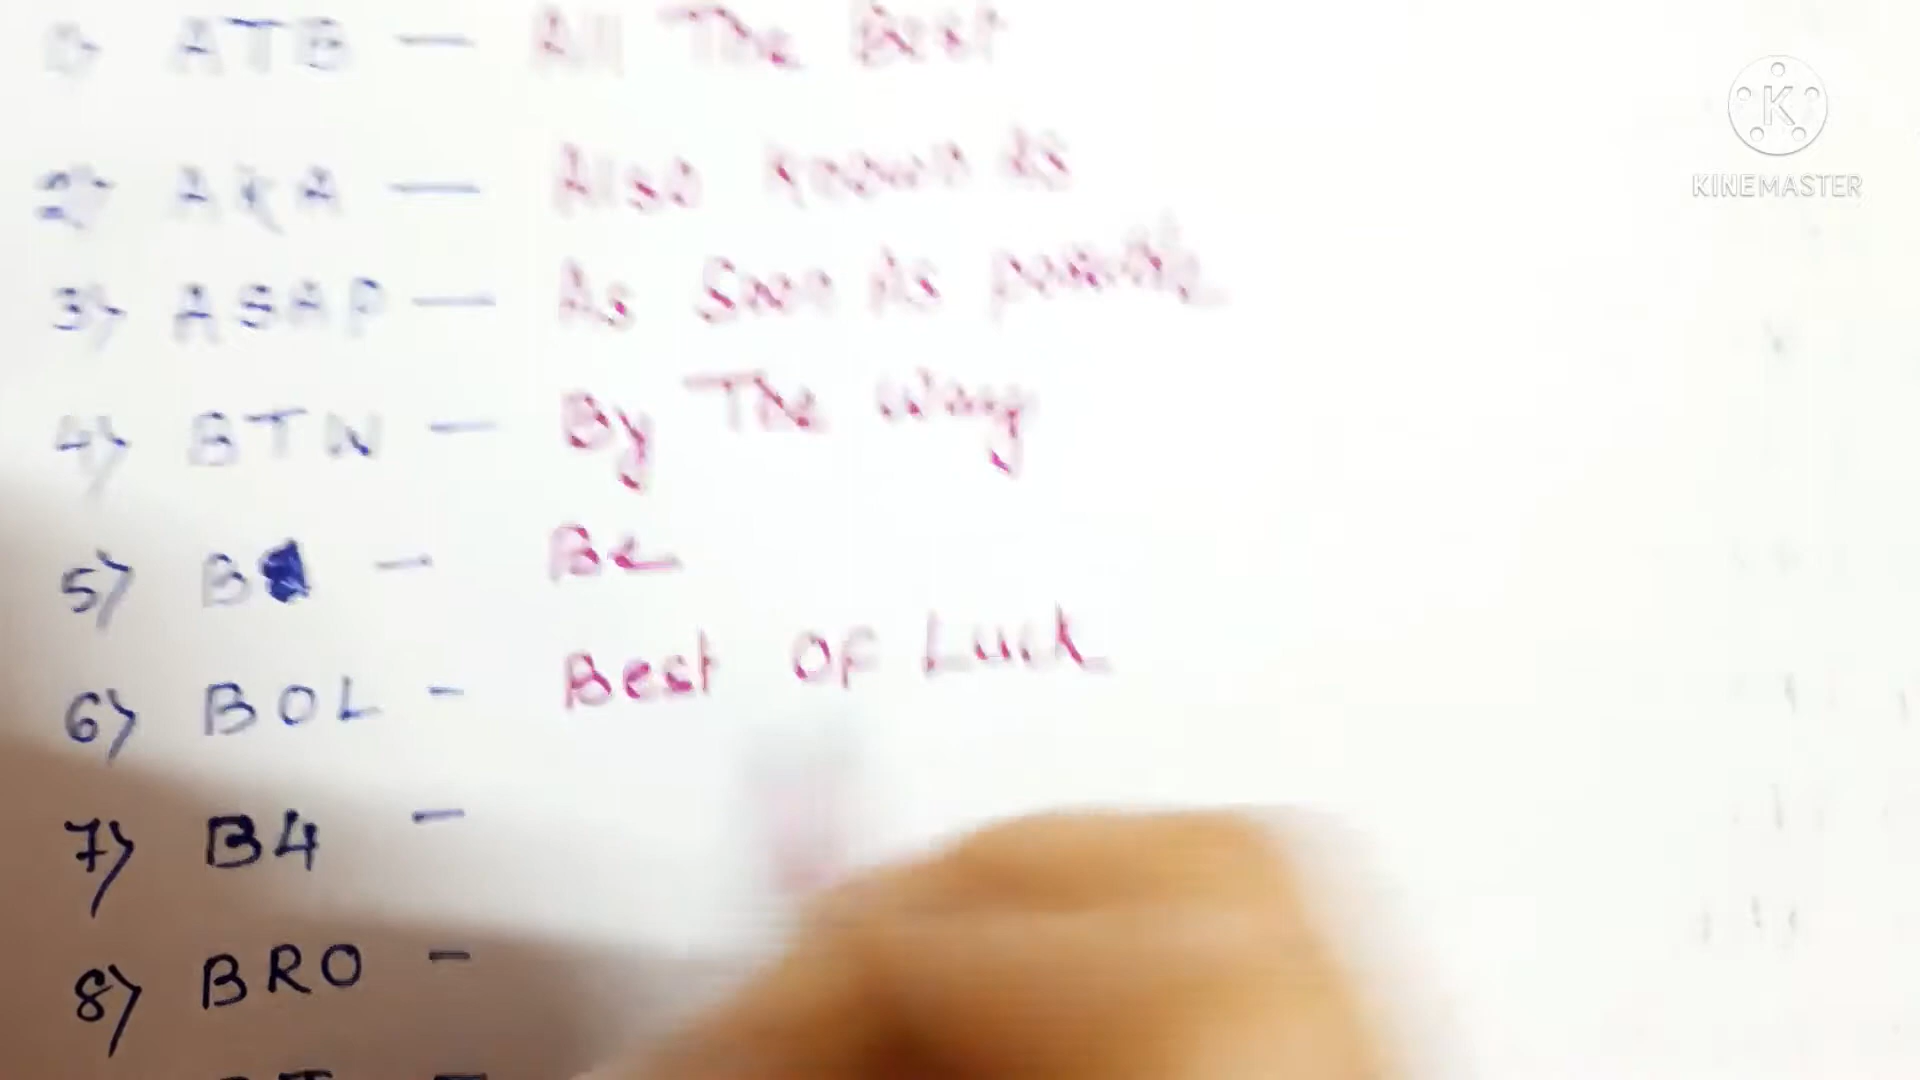 1) ATB — All The Best
2) AKA — Also Known As
3) ASAP — As Soon As possible
4) BTW — By The Way
5) B — Be
6) BOL - Best OF Luck
7) B4 -
8) BRO -
KINEMASTER